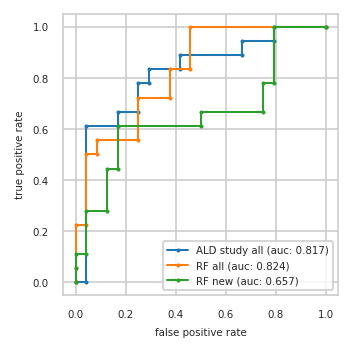 1.0
0.8
0.6
0.4
0.2
0.0
true positive rate
ALD study all (auc: 0.817)
RF all (auc: 0.824)
RF new (auc: 0.657)
0.0 0.2 0.4 0.6 0.8 1.0
false positive rate